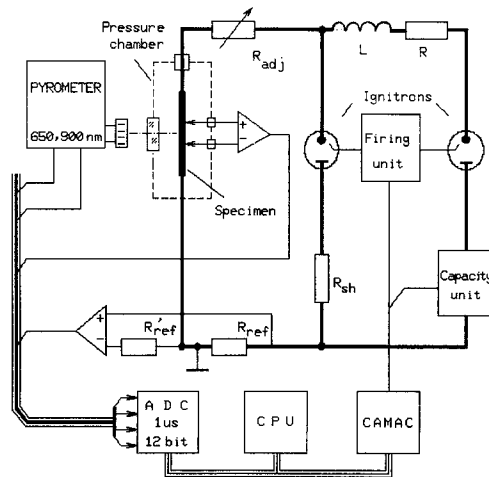 Pressure
chamber
R adj
L
R
PYROMETER
650,900 nm
Ignitrons
Firing
unit
+
−
Specimen
R sh
Capacity
unit
+
−
R'ref
R ref
A D C
1us
12 bit
C P U
CAMAC